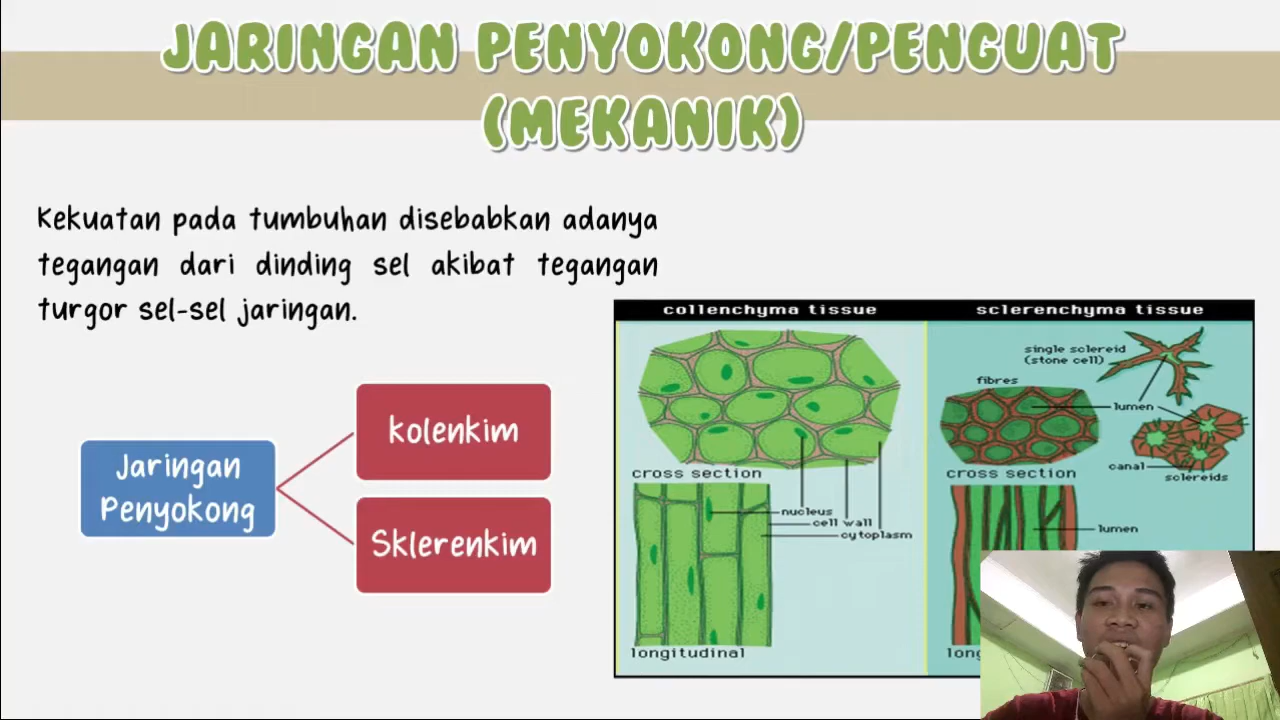 JARINGAN PENYOKONG/PENGUAT
(MEKANIK)
Kekuatan pada tumbuhan disebabkan adanya
tegangan dari dinding sel akibat tegangan
turgor sel-sel jaringan.
Jaringan
Penyokong
kolenkim
Sklerenkim
collenchyma tissue
cross section
nucleus
cell wall
cytoplasm
longitudinal
sclerenchyma tissue
single sclereid
(stone cell)
fibres
lumen
canal
sclereids
cross section
lumen